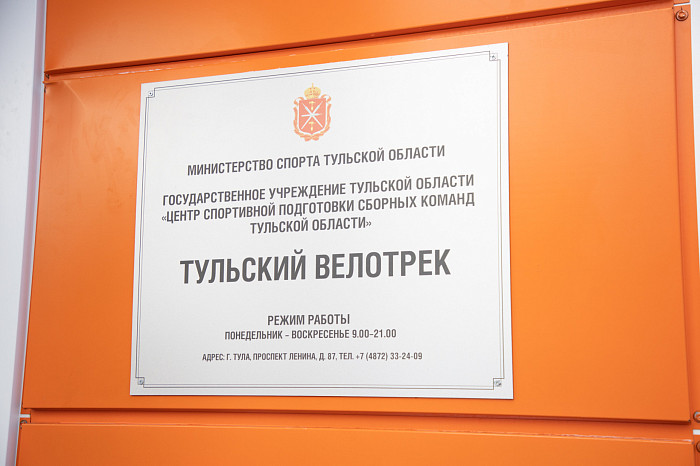 МИНИСТЕРСТВО СПОРТА ТУЛЬСКОЙ ОБЛАСТИ
ГОСУДАРСТВЕННОЕ УЧРЕЖДЕНИЕ ТУЛЬСКОЙ ОБЛАСТИ
«ЦЕНТР СПОРТИВНОЙ ПОДГОТОВКИ СБОРНЫХ КОМАНД
ТУЛЬСКОЙ ОБЛАСТИ»
ТУЛЬСКИЙ ВЕЛОТРЕК
РЕЖИМ РАБОТЫ
ПОНЕДЕЛЬНИК - ВОСКРЕСЕНЬЕ 9.00-21.00
АДРЕС: Г. ТУЛА, ПРОСПЕКТ ЛЕНИНА, Д. 87, ТЕЛ. +7 (4872) 33-24-09